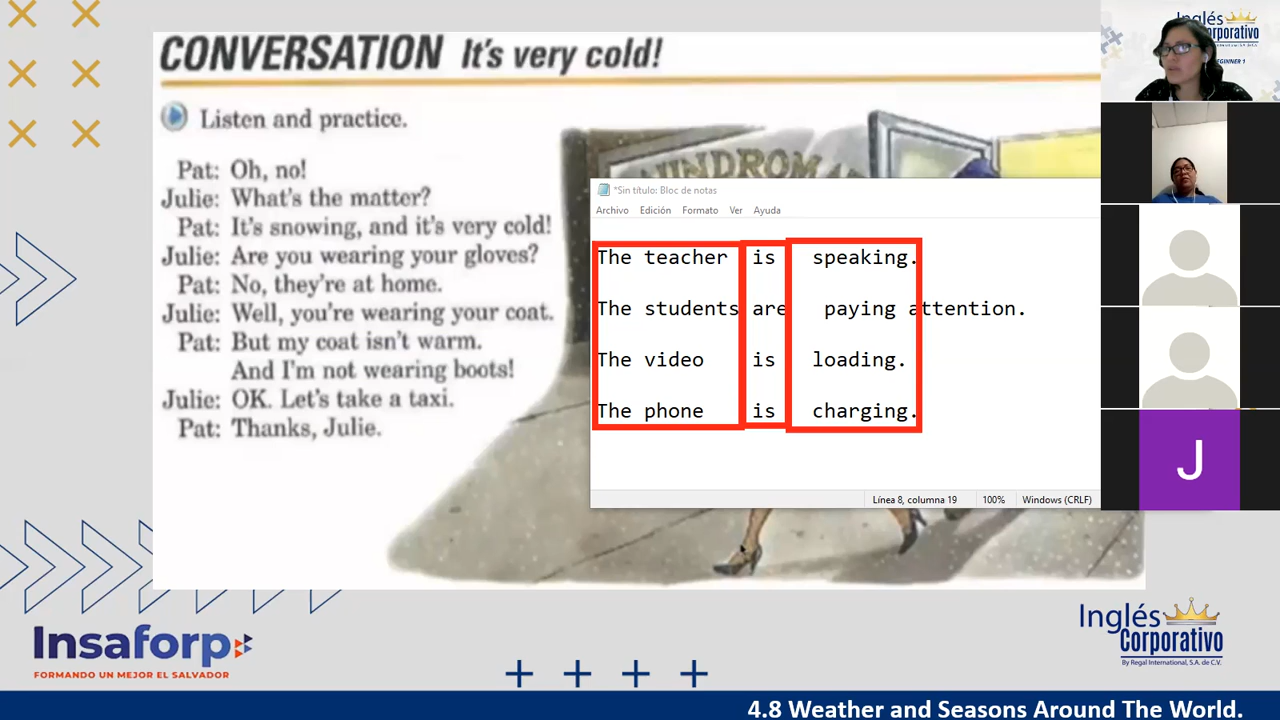 CONVERSATION It's very cold!
Listen and practice.
Pat: Oh, no!
Julie: What's the matter?
Pat: It's snowing, and it's very cold!
Julie: Are you wearing your gloves?
Pat: No, they're at home.
Julie: Well, you're wearing your coat.
Pat: But my coat isn't warm.
And I'm not wearing boots!
Julie: OK. Let's take a taxi.
Pat: Thanks, Julie.
*Sin título: Bloc de notas
Archivo Edición Formato Ver Ayuda
The teacher is speaking.
The students are paying attention.
The video is loading.
The phone is charging.
Línea 8, columna 19 100% Windows (CRLF)
Inglés
Corporativo
J
Insaforp
FORMANDO UN MEJOR EL SALVADOR
Inglés
Corporativo
By Regal International, S.A. de C.V.
4.8 Weather and Seasons Around The World.